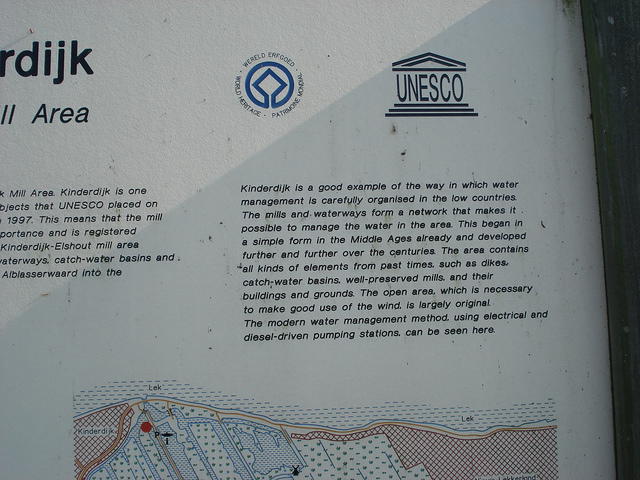 rdijk
ll Area
WERELD ERFGOED
WORLD HERITAGE - PATRIMOINE MONDIAL
UNESCO
k Mill Area. Kinderdijk is one
bjects that UNESCO placed on
1997. This means that the mill
portance and is registered
Kinderdijk-Elshout mill area
aterways, catch-water basins and
Alblasserwaard into the
Kinderdijk is a good example of the way in which water
management is carefully organised in the low countries.
The mills and waterways form a network that makes it
possible to manage the water in the area. This began in
a simple form in the Middle Ages already and developed
further and further over the centuries. The area contains
all kinds of elements from past times, such as dikes,
catch-water basins, well-preserved mills, and their
buildings and grounds. The open area, which is necessary
to make good use of the wind, is largely original.
The modern water management method, using electrical and
diesel-driven pumping stations, can be seen here.
Lek
Lek
Kinderdijk
P
Nieuw-Lekkerland